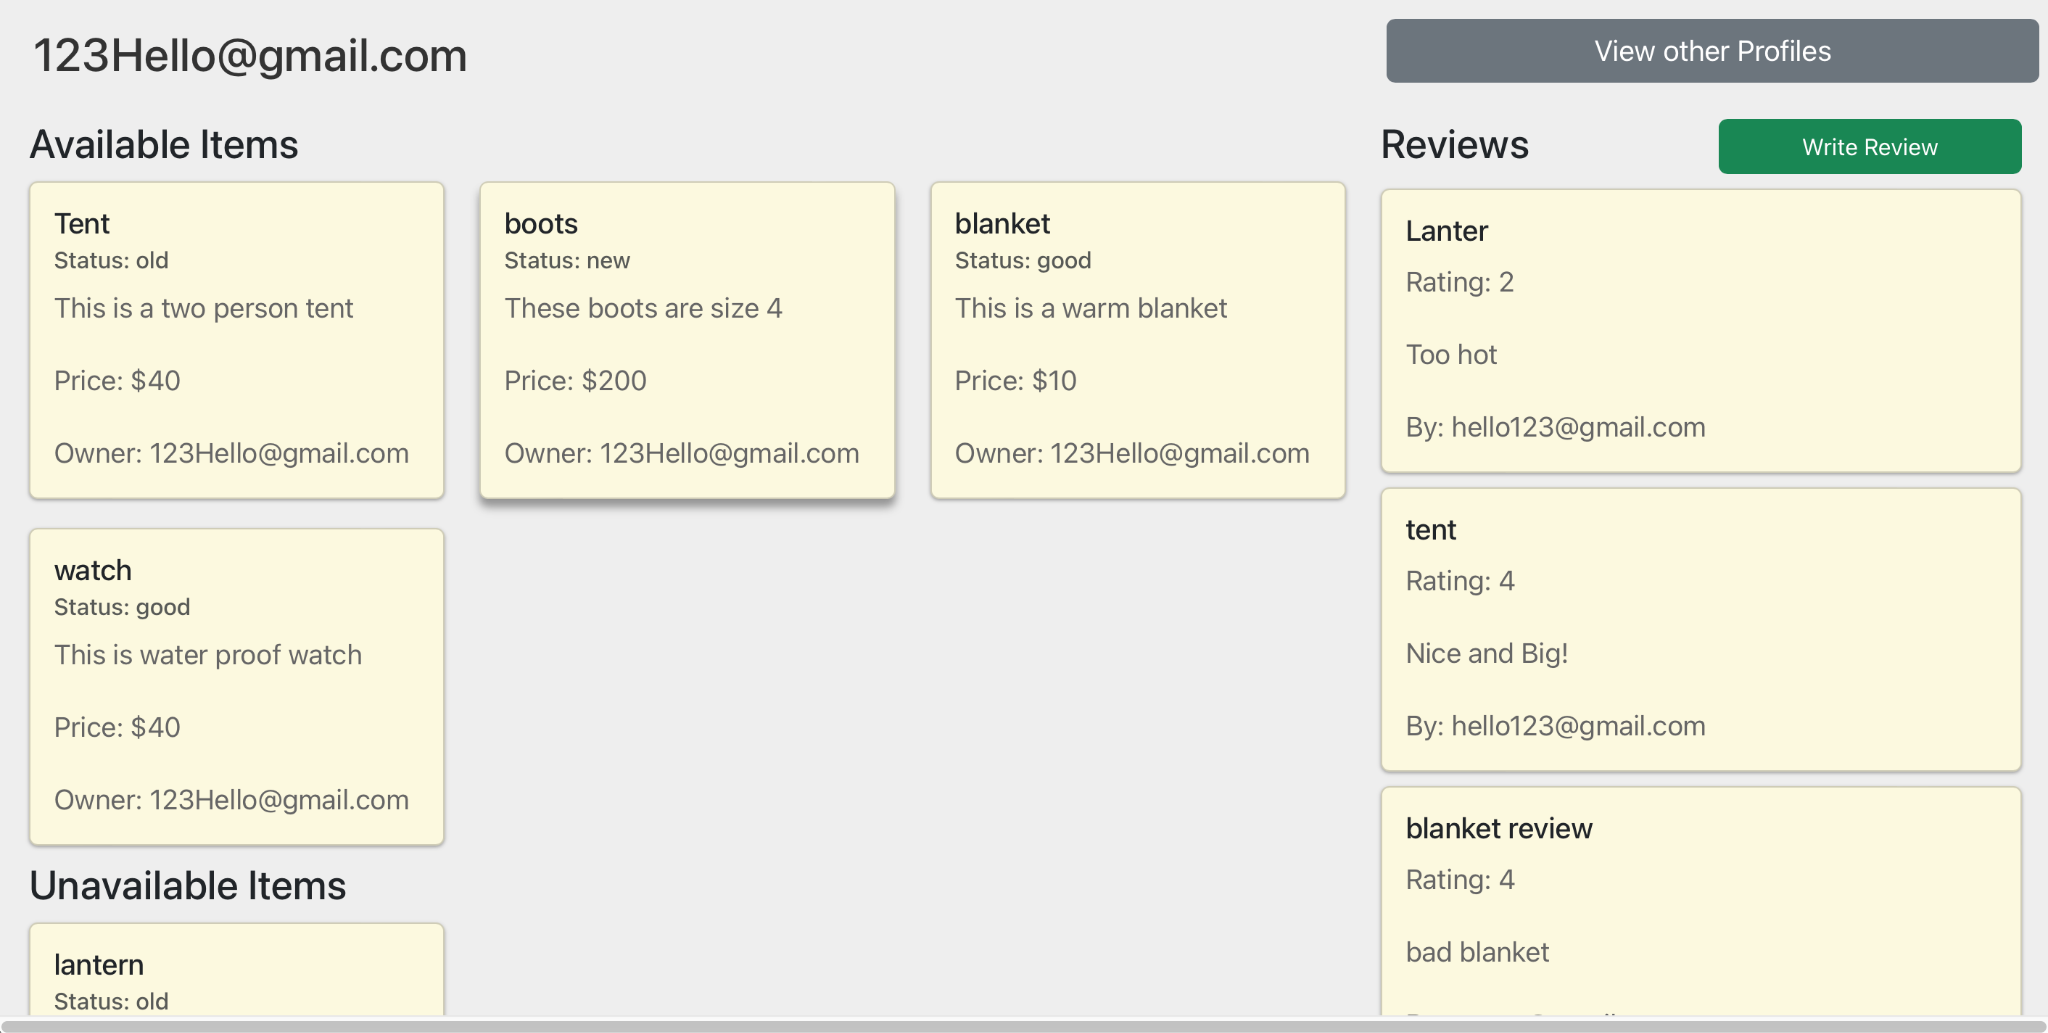 123Hello@gmail.com
View other Profiles
Available Items
Tent
Status: old
This is a two person tent
Price: $40
Owner: 123Hello@gmail.com
boots
Status: new
These boots are size 4
Price: $200
Owner: 123Hello@gmail.com
blanket
Status: good
This is a warm blanket
Price: $10
Owner: 123Hello@gmail.com
watch
Status: good
This is water proof watch
Price: $40
Owner: 123Hello@gmail.com
Unavailable Items
lantern
Status: old
Reviews
Write Review
Lanter
Rating: 2
Too hot
By: hello123@gmail.com
tent
Rating: 4
Nice and Big!
By: hello123@gmail.com
blanket review
Rating: 4
bad blanket